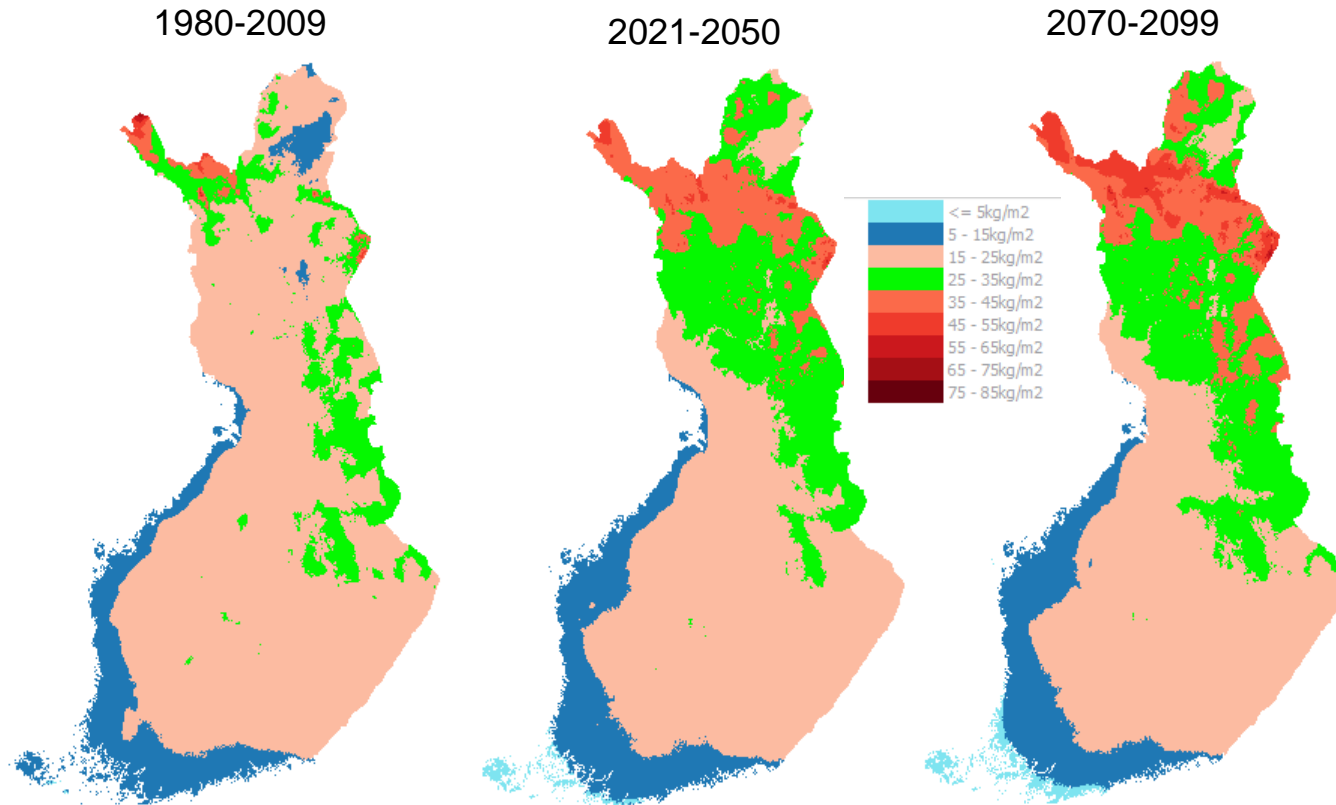 1980-2009
2021-2050
2070-2099
<= 5kg/m2
5 - 15kg/m2
15 - 25kg/m2
25 - 35kg/m2
35 - 45kg/m2
45 - 55kg/m2
55 - 65kg/m2
65 - 75kg/m2
75 - 85kg/m2